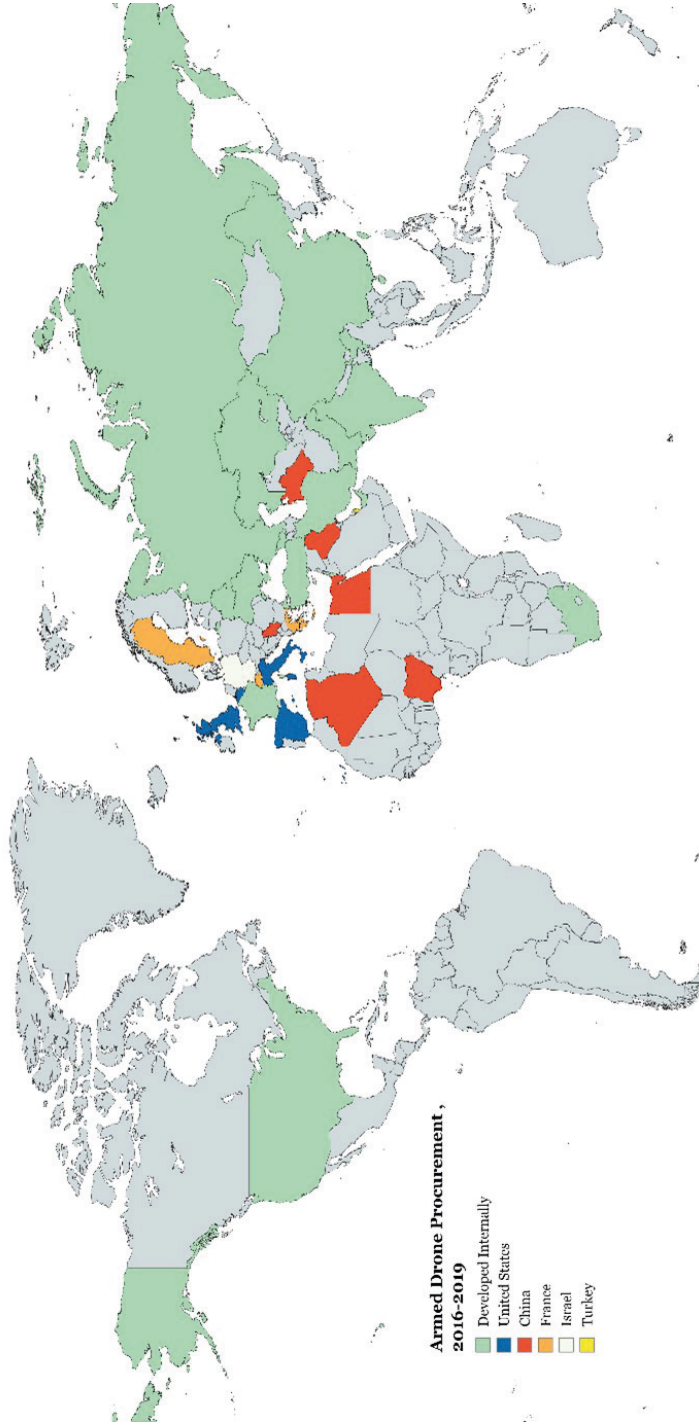 Armed Drone Procurement ,
2016-2019
Developed Internally
United States
China
France
Israel
Turkey